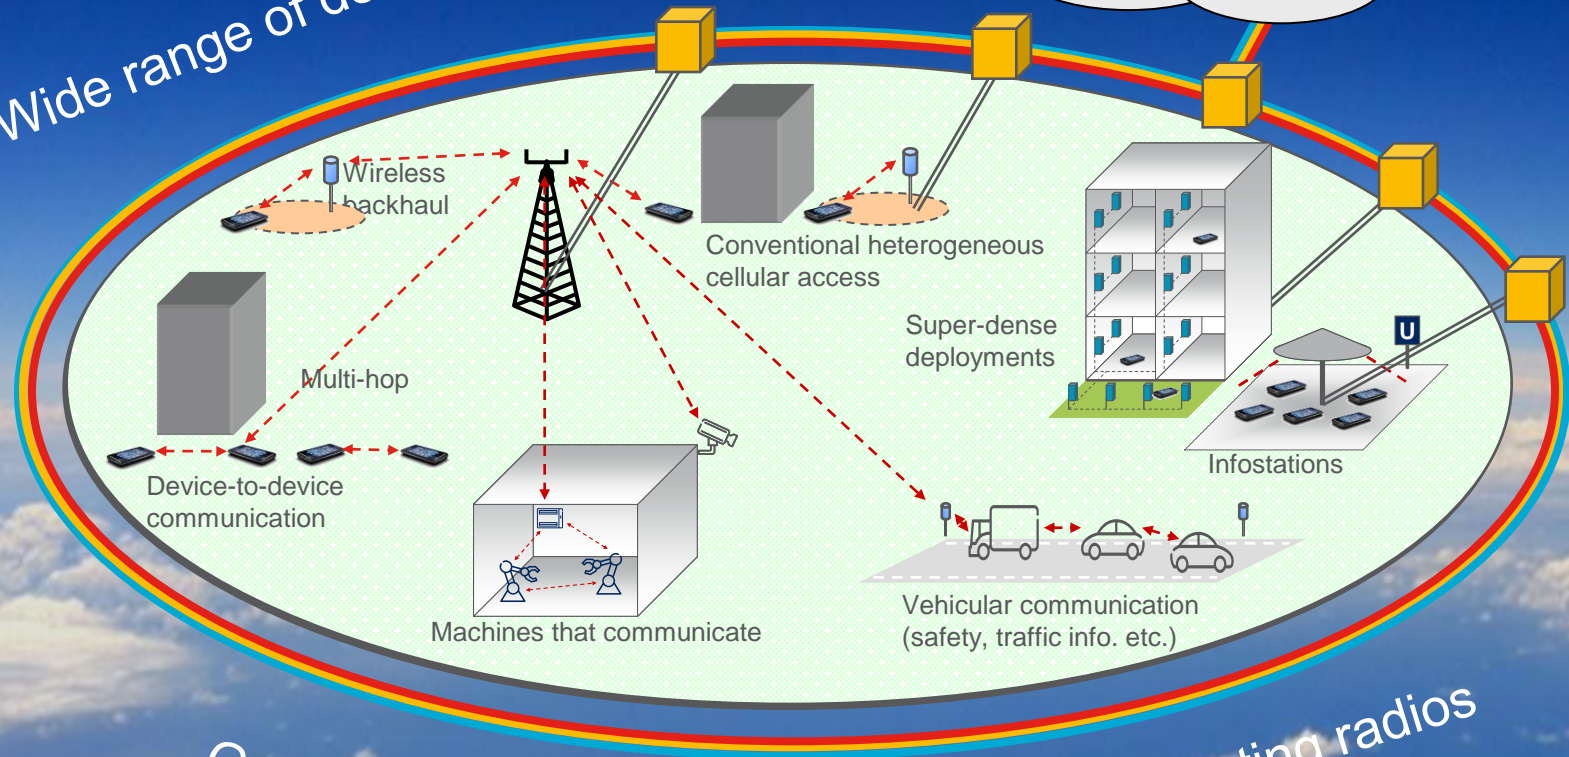 Wide range of
Wireless
backhaul
Conventional heterogeneous
cellular access
Super-dense
deployments
U
Multi-hop
Infostations
Device-to-device
communication
Machines that communicate
Vehicular communication
(safety, traffic info. etc.)
radios